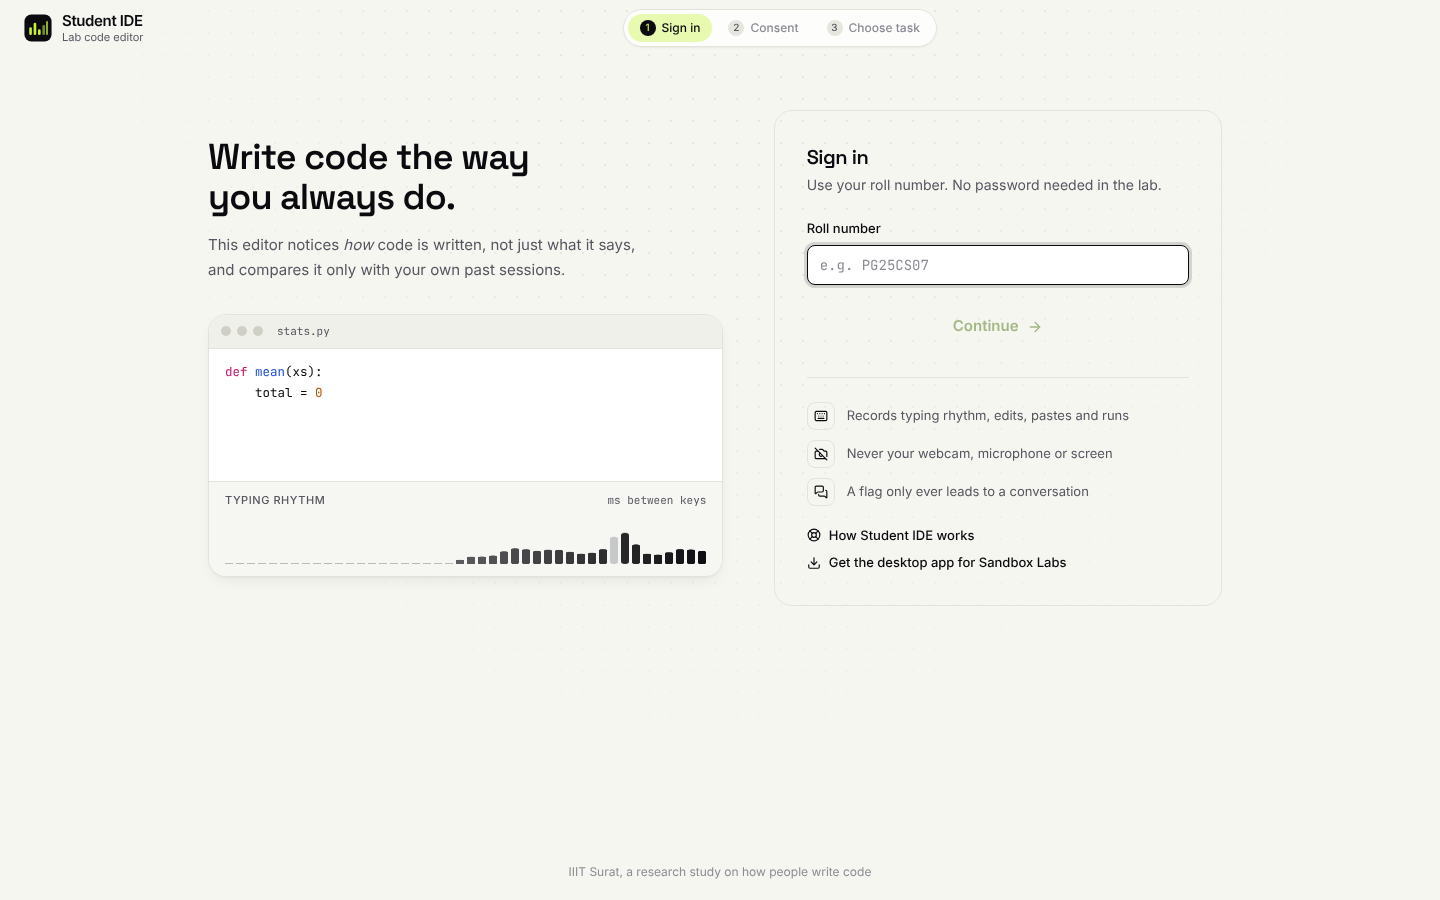 Student IDE
Lab code editor
1 Sign in
2 Consent
3 Choose task
Write code the way
you always do.
This editor notices how code is written, not just what it says,
and compares it only with your own past sessions.
stats.py
def mean(xs):
    total = 0
TYPING RHYTHM
ms between keys
Sign in
Use your roll number. No password needed in the lab.
Roll number
e.g. PG25CS07
Continue →
Records typing rhythm, edits, pastes and runs
Never your webcam, microphone or screen
A flag only ever leads to a conversation
How Student IDE works
Get the desktop app for Sandbox Labs
IIIT Surat, a research study on how people write code